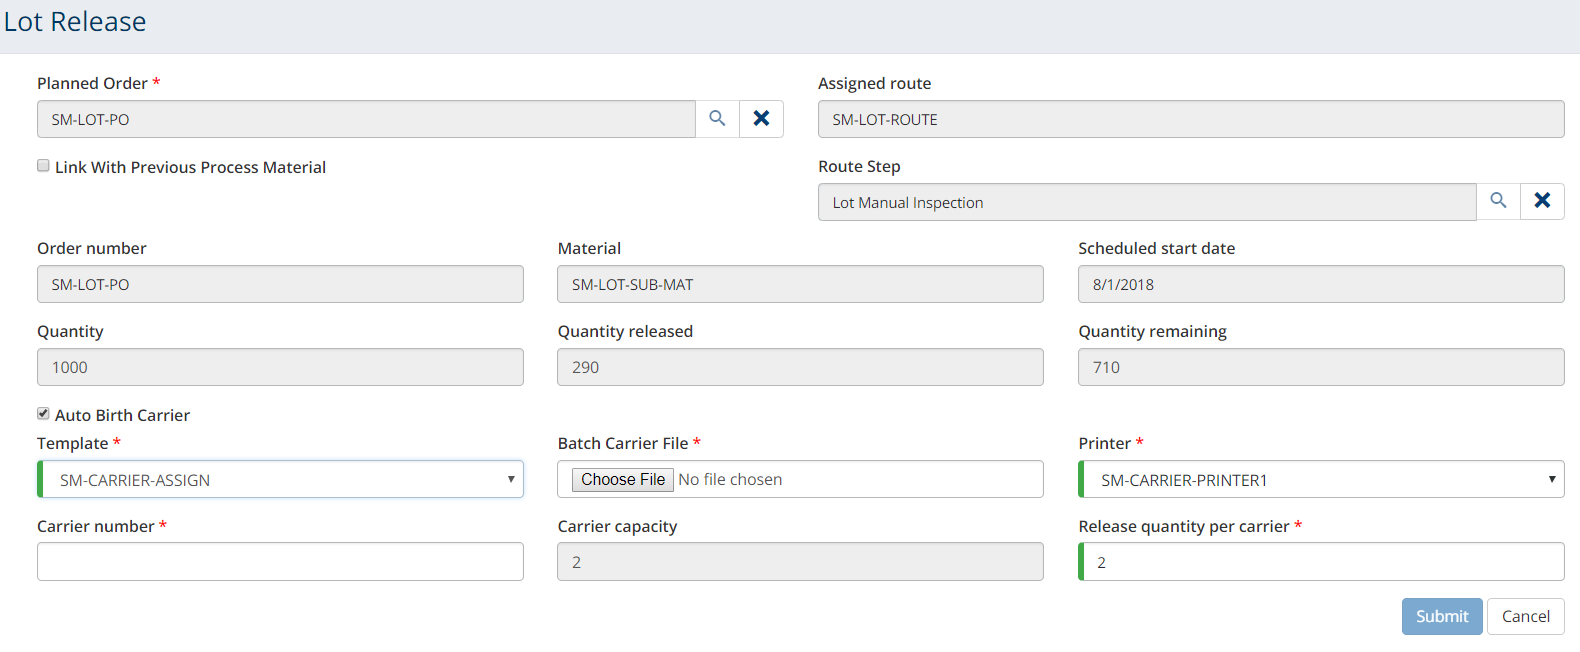 Lot Release
Planned Order * Assigned route
SM-LOT-PO SM-LOT-ROUTE
Link With Previous Process Material Route Step
Lot Manual Inspection
Order number Material Scheduled start date
SM-LOT-PO SM-LOT-SUB-MAT 8/1/2018
Quantity Quantity released Quantity remaining
1000 290 710
Auto Birth Carrier
Template * Batch Carrier File * Printer *
SM-CARRIER-ASSIGN Choose File No file chosen SM-CARRIER-PRINTER1
Carrier number * Carrier capacity Release quantity per carrier *
2 2
Submit Cancel